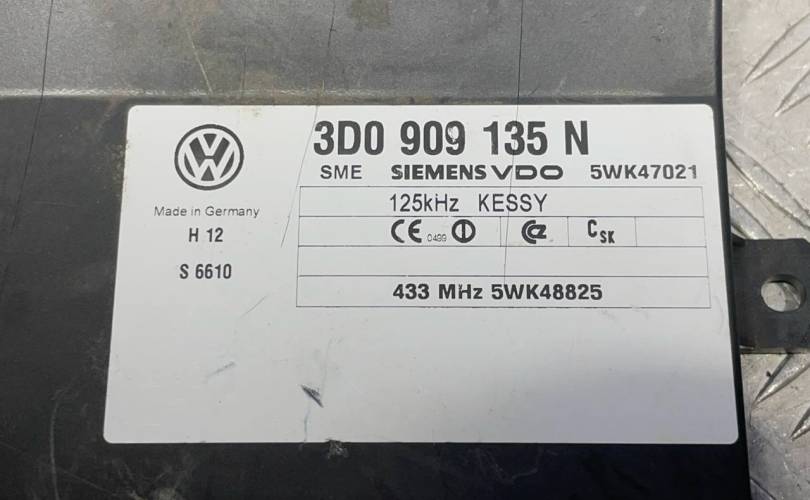 3D0 909 135 N
SME SIEMENS VDO 5WK47021
125kHz KESSY
Made in Germany
H 12
CE 0499 CSK
S 6610
433 MHz 5WK48825